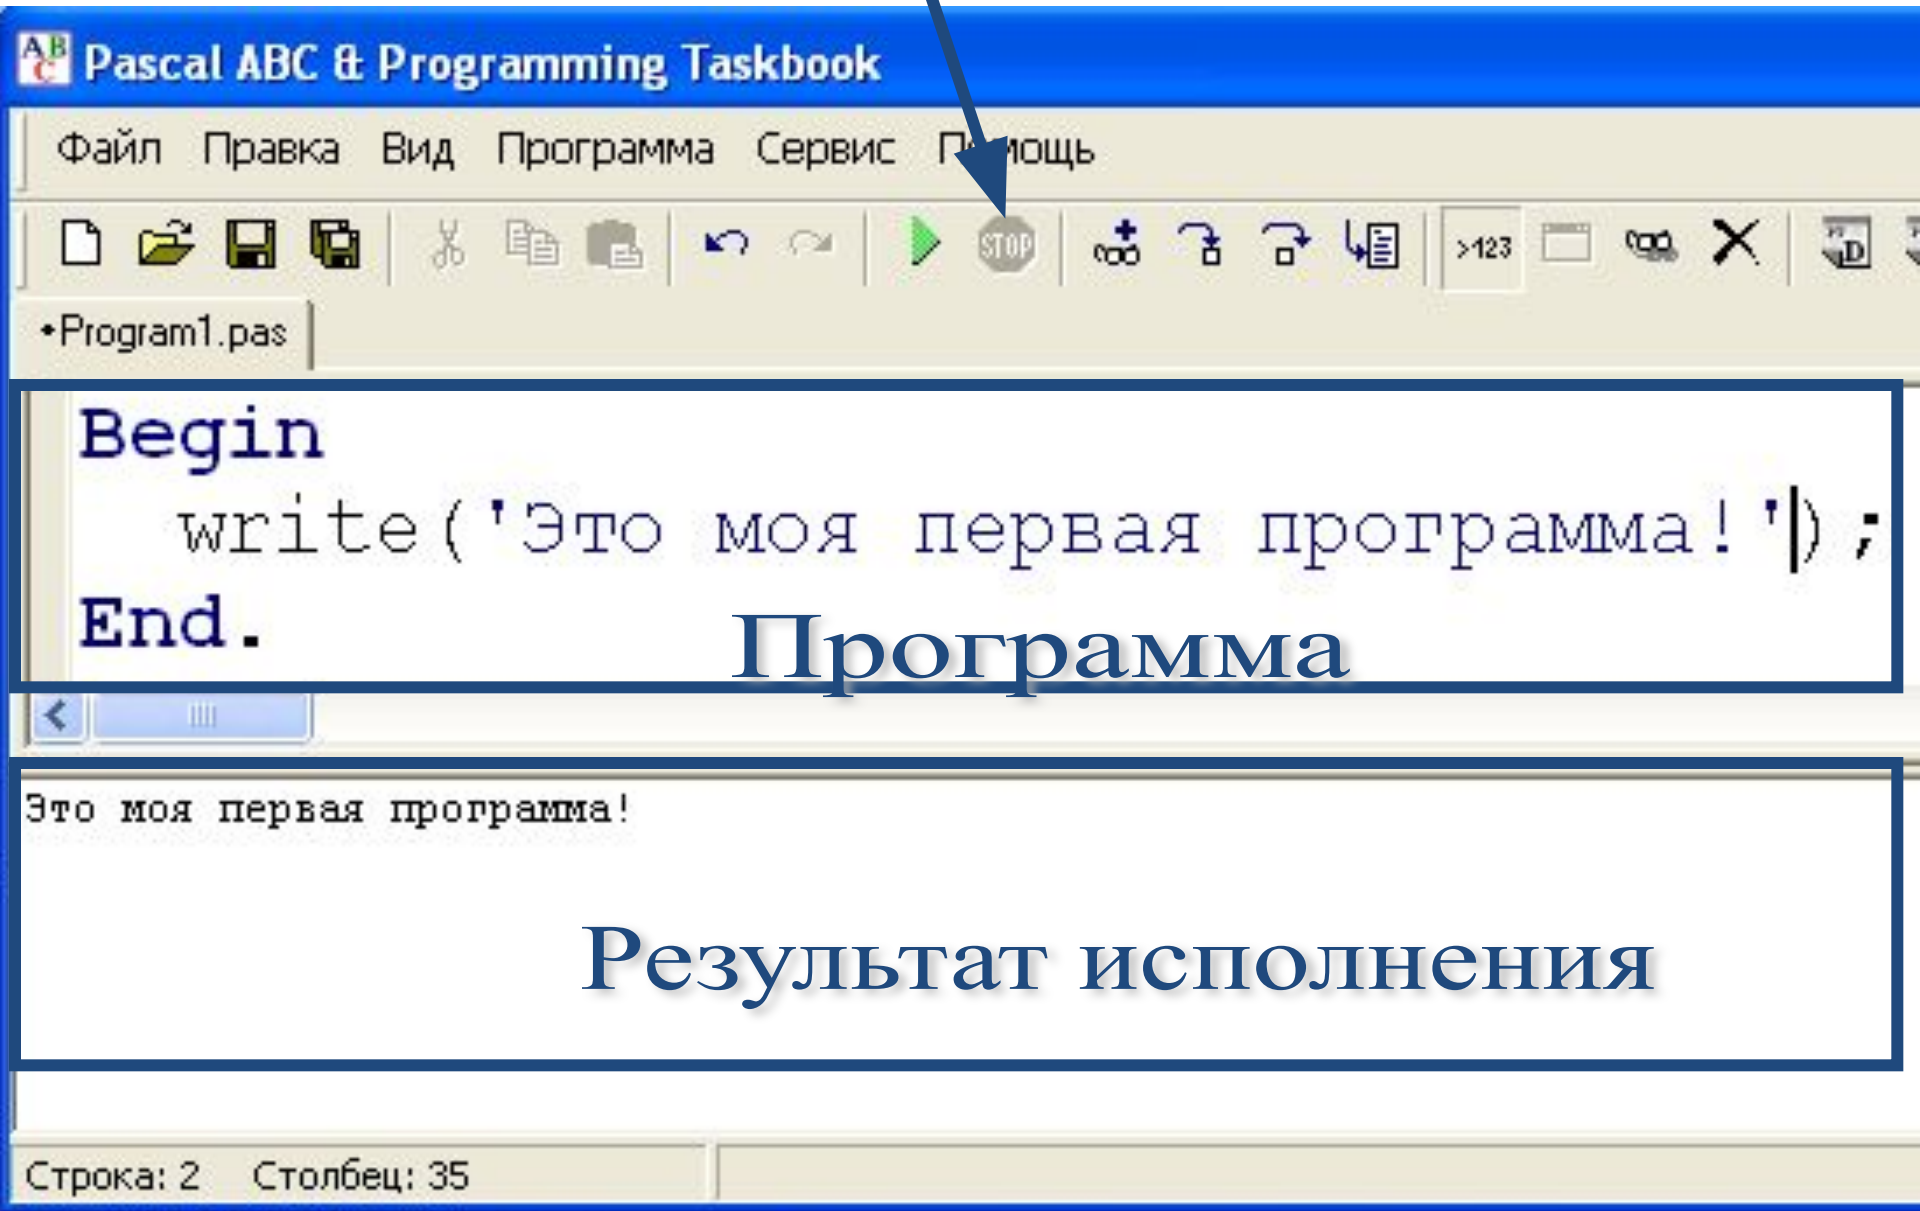 ABC Pascal ABC & Programming Taskbook
Файл Правка Вид Программа Сервис Помощь
STOP >123 D
•Program1.pas
Begin
write('Это моя первая программа!');
End.
Программа
Это моя первая программа!
Результат исполнения
Строка: 2 Столбец: 35